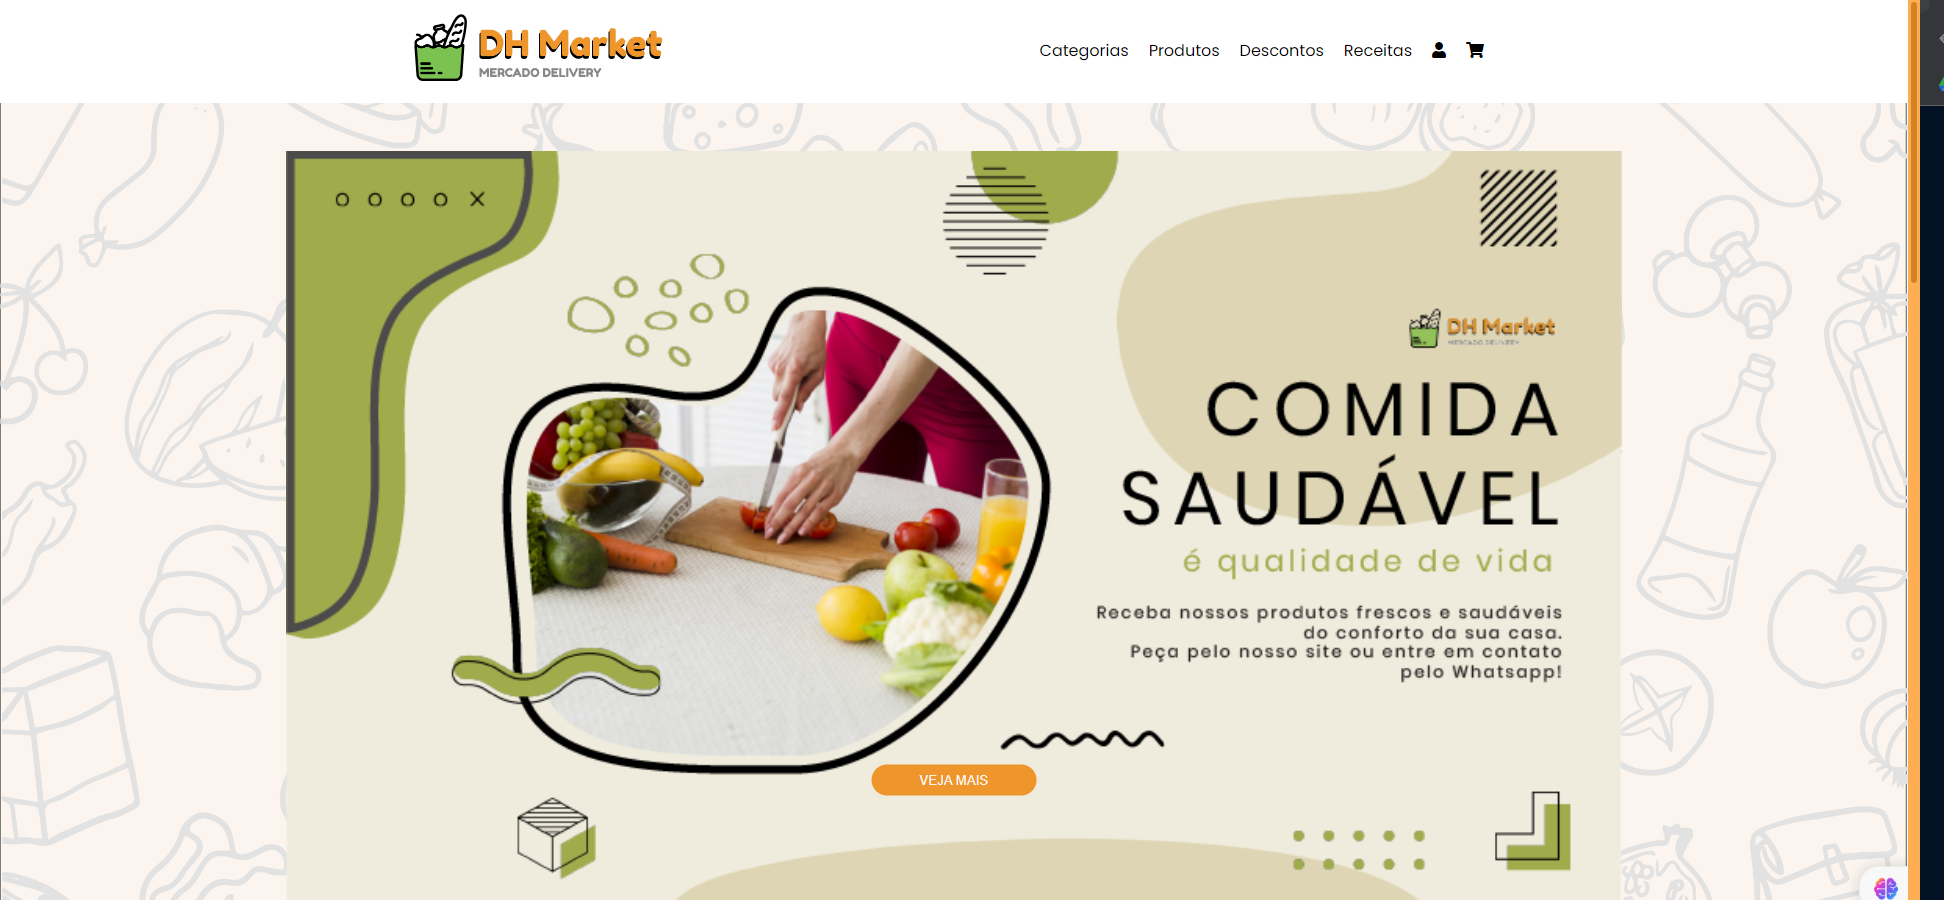 DH Market
MERCADO DELIVERY
Categorias Produtos Descontos Receitas
DH Market
MERCADO DELIVERY
COMIDA
SAUDÁVEL
é qualidade de vida
Receba nossos produtos frescos e saudáveis
do conforto da sua casa.
Peça pelo nosso site ou entre em contato
pelo Whatsapp!
VEJA MAIS